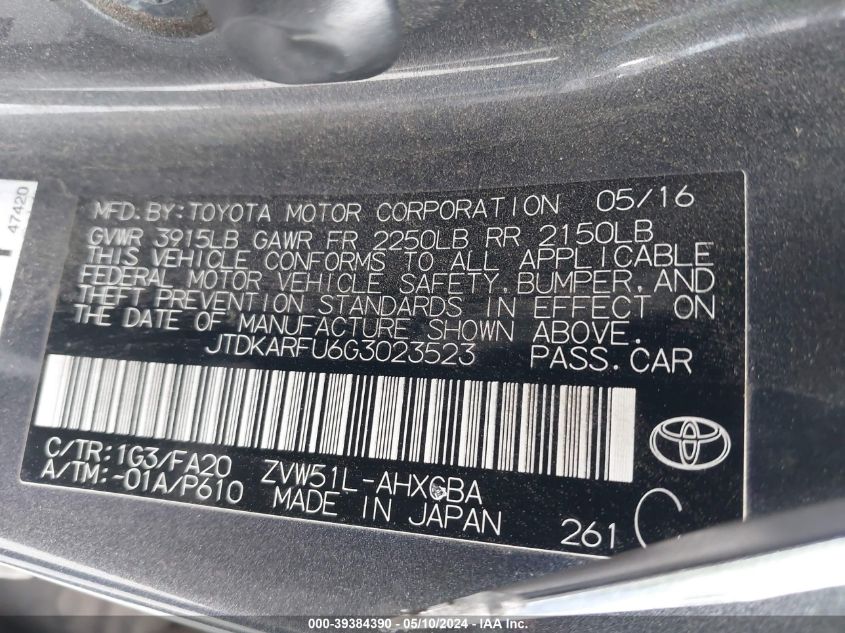 47420
MFD. BY: TOYOTA MOTOR CORPORATION 05/16
GVWR 3915LB GAWR FR 2250LB RR 2150LB
THIS VEHICLE CONFORMS TO ALL APPLICABLE
FEDERAL MOTOR VEHICLE SAFETY, BUMPER, AND
THEFT PREVENTION STANDARDS IN EFFECT ON
THE DATE OF MANUFACTURE SHOWN ABOVE.
JTDKARFU6G3023523 PASS. CAR
C/TR: 1G3/FA20 ZVW51L-AHXGBA
A/TM: -01A/P610 MADE IN JAPAN
261 C
000-39384390 - 05/10/2024 - © IAA, Inc.